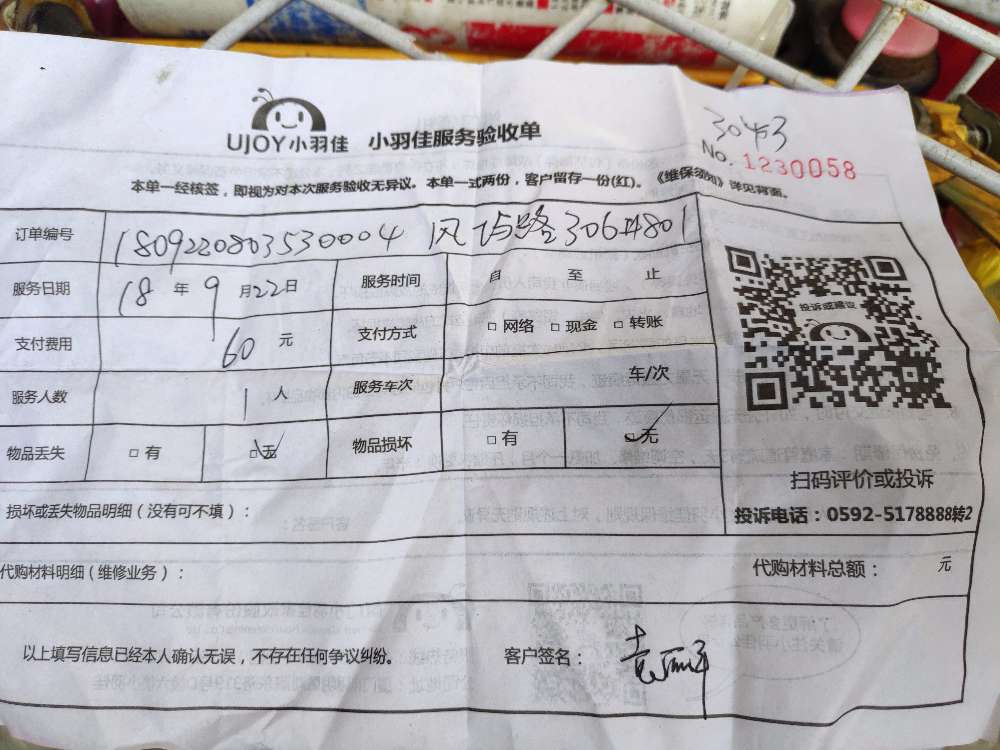 30453
UJOY小羽佳 小羽佳服务验收单
No. 1230058
本单一经核签，即视为对本次服务验收无异议。本单一式两份，客户留存一份(红)。《维保须知》详见背面。
订单编号 1809220803530004 风屿路306#801
服务日期 18 年 9 月 22 日 服务时间 自 至 止
投诉或建议
支付费用 60 元 支付方式 □ 网络 □ 现金 □ 转账
服务人数 1 人 服务车次 车/次
物品丢失 □ 有 □ 无 物品损坏 □ 有 □ 无
扫码评价或投诉
损坏或丢失物品明细（没有可不填）：
投诉电话：0592-5178888转2
代购材料明细（维修业务）： 代购材料总额： 元
以上填写信息已经本人确认无误，不存在任何争议纠纷。 客户签名：